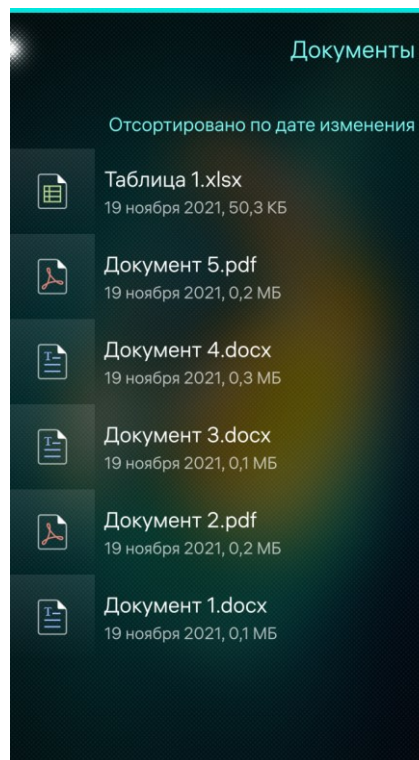 Документы
Отсортировано по дате изменения
Таблица 1.xlsx
19 ноября 2021, 50,3 КБ
Документ 5.pdf
19 ноября 2021, 0,2 МБ
Документ 4.docx
19 ноября 2021, 0,3 МБ
Документ 3.docx
19 ноября 2021, 0,1 МБ
Документ 2.pdf
19 ноября 2021, 0,2 МБ
Документ 1.docx
19 ноября 2021, 0,1 МБ